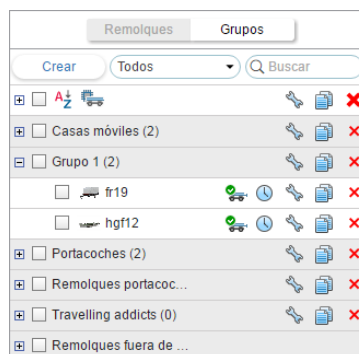 Remolques Grupos
Crear Todos Buscar
AZ
Casas móviles (2)
Grupo 1 (2)
fr19
hgf12
Portacoches (2)
Remolques portacoc...
Travelling addicts (0)
Remolques fuera de ...